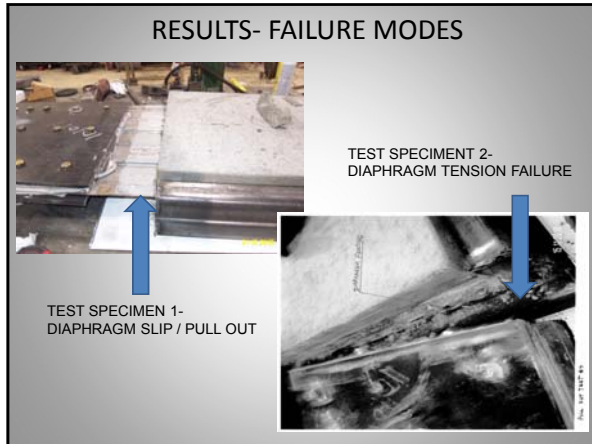 RESULTS- FAILURE MODES
TEST SPECIMENT 2-
DIAPHRAGM TENSION FAILURE
TEST SPECIMEN 1-
DIAPHRAGM SLIP / PULL OUT